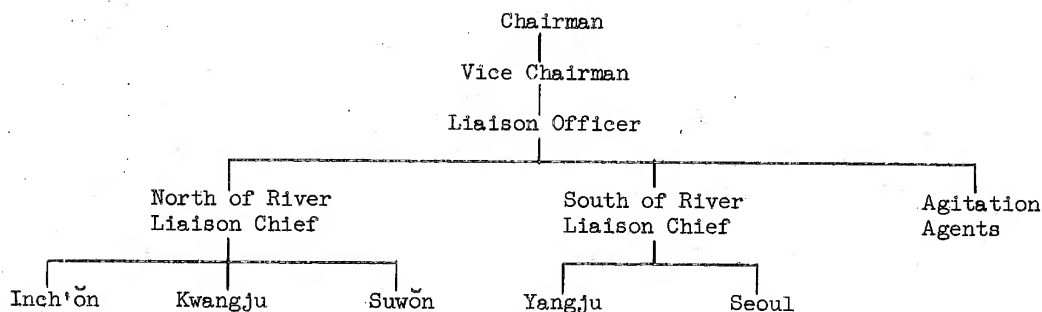 Chairman
Vice Chairman
Liaison Officer
North of River
Liaison Chief
South of River
Liaison Chief
Agitation
Agents
Inch'ŏn
Kwangju
Suwŏn
Yangju
Seoul